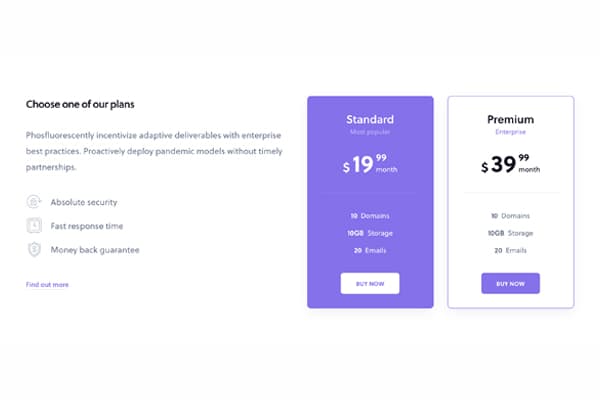 Choose one of our plans
Phosfluorescently incentivize adaptive deliverables with enterprise
best practices. Proactively deploy pandemic models without timely
partnerships.
Absolute security
Fast response time
Money back guarantee
Find out more
Standard
Most popular
$19 99
month
10 Domains
10GB Storage
20 Emails
BUY NOW
Premium
Enterprise
$39 99
month
10 Domains
10GB Storage
20 Emails
BUY NOW